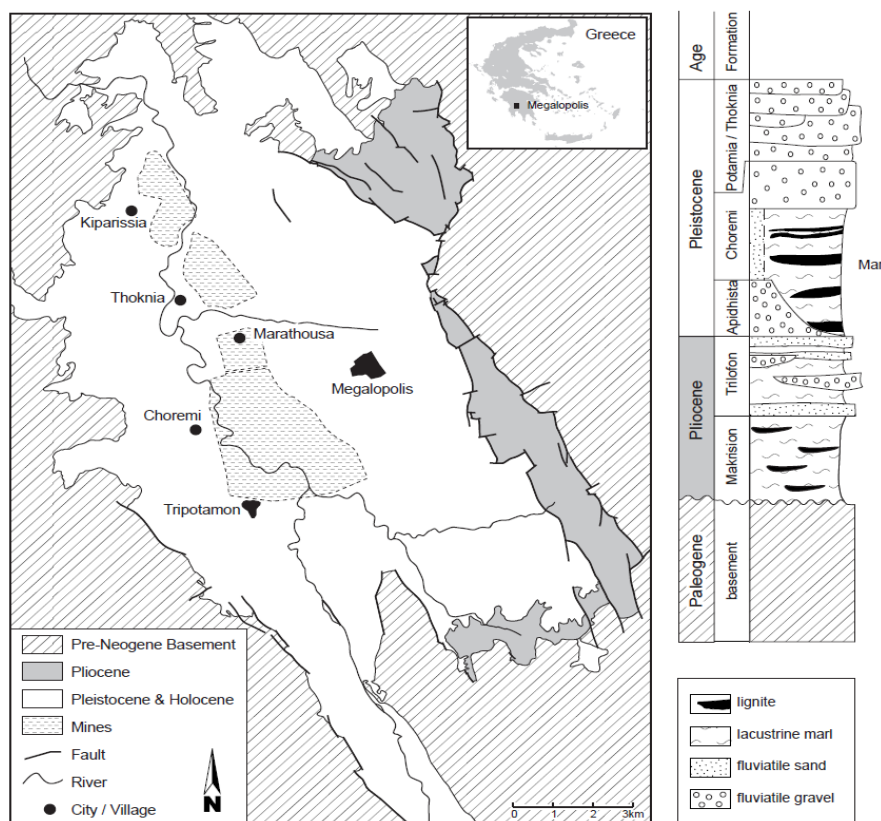 Greece
Megalopolis
Kiparissia
Thoknia
Marathousa
Megalopolis
Choremi
Tripotamon
Pre-Neogene Basement
Pliocene
Pleistocene & Holocene
Mines
Fault
River
City / Village
N
0 1 2 3km
Age
Formation
Pleistocene
Potamia / Thoknia
Choremi
Apidhista
Mar
Pliocene
Trilofon
Makrision
Paleogene
basement
lignite
lacustrine marl
fluviatile sand
fluviatile gravel